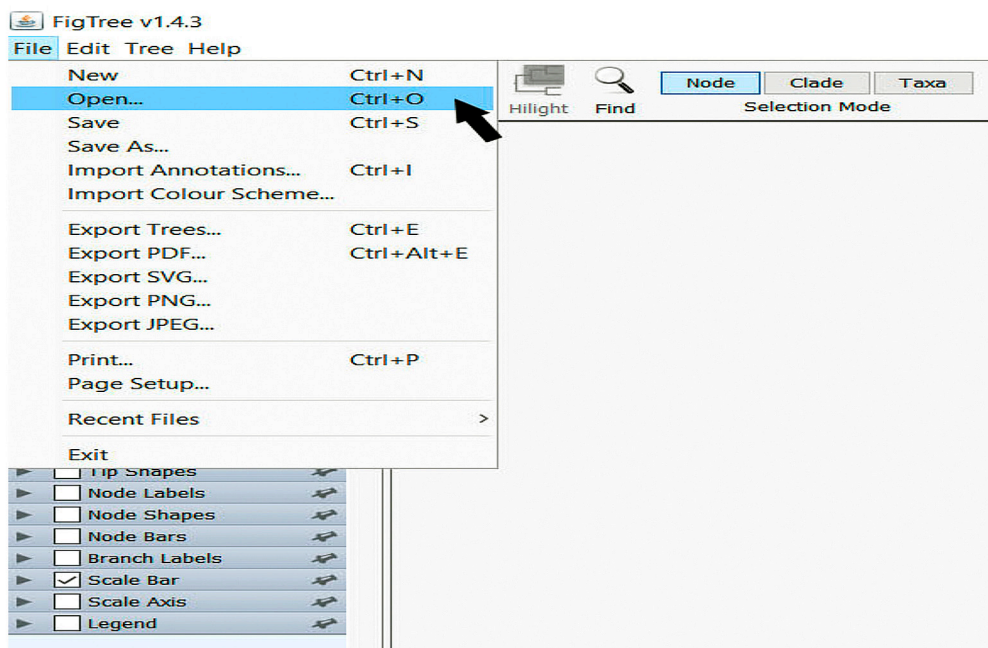 FigTree v1.4.3
File Edit Tree Help
New Ctrl+N
Open... Ctrl+O
Save Ctrl+S
Save As...
Import Annotations... Ctrl+I
Import Colour Scheme...
Export Trees... Ctrl+E
Export PDF... Ctrl+Alt+E
Export SVG...
Export PNG...
Export JPEG...
Print... Ctrl+P
Page Setup...
Recent Files >
Exit
Hilight Find
Node Clade Taxa
Selection Mode
Tip Shapes
Node Labels
Node Shapes
Node Bars
Branch Labels
Scale Bar
Scale Axis
Legend